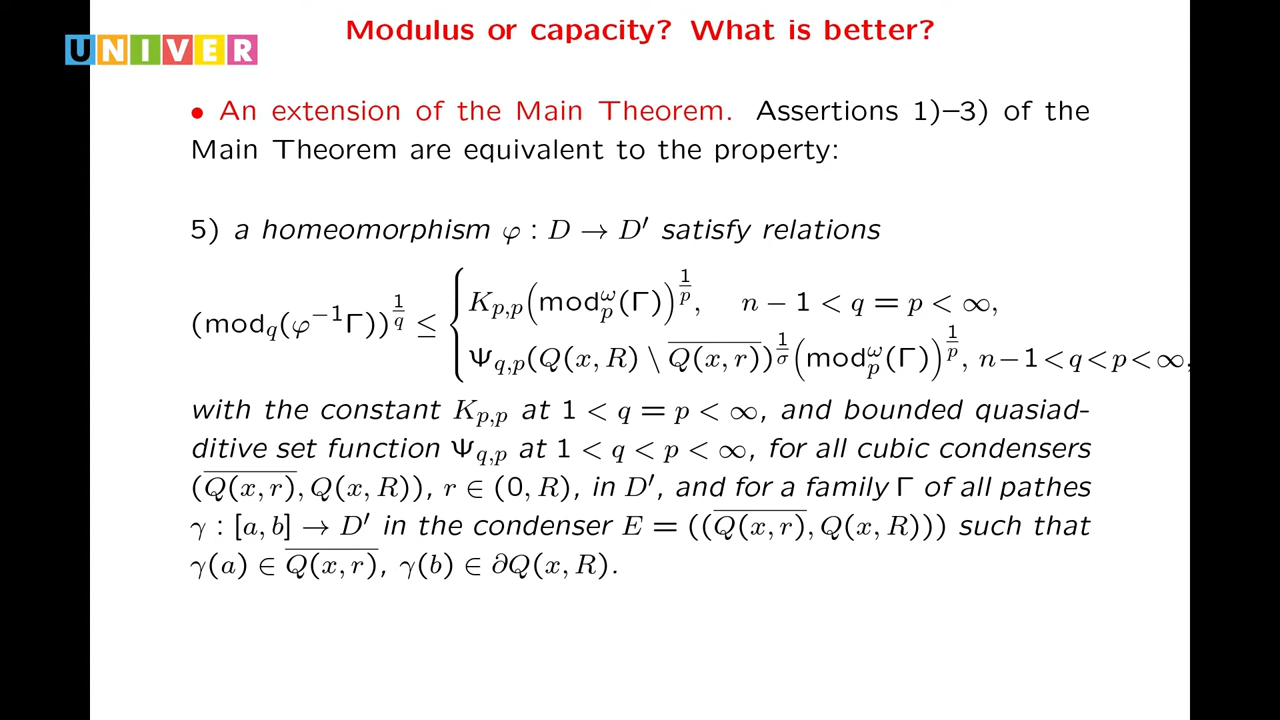 Modulus or capacity? What is better?
UNIVER
• An extension of the Main Theorem. Assertions 1)–3) of the
Main Theorem are equivalent to the property:
5) a homeomorphism φ : D → D′ satisfy relations
(mod_q(φ^{−1}Γ))^{1/q} ≤ { K_{p,p}(mod_p^ω(Γ))^{1/p}, n − 1 < q = p < ∞,
Ψ_{q,p}(Q(x, R) \ \overline{Q(x, r)})^{1/σ}(mod_p^ω(Γ))^{1/p}, n−1<q<p<∞,
with the constant K_{p,p} at 1 < q = p < ∞, and bounded quasiad-
ditive set function Ψ_{q,p} at 1 < q < p < ∞, for all cubic condensers
(\overline{Q(x, r)}, Q(x, R)), r ∈ (0, R), in D′, and for a family Γ of all pathes
γ : [a, b] → D′ in the condenser E = ((\overline{Q(x, r)}, Q(x, R))) such that
γ(a) ∈ \overline{Q(x, r)}, γ(b) ∈ ∂Q(x, R).